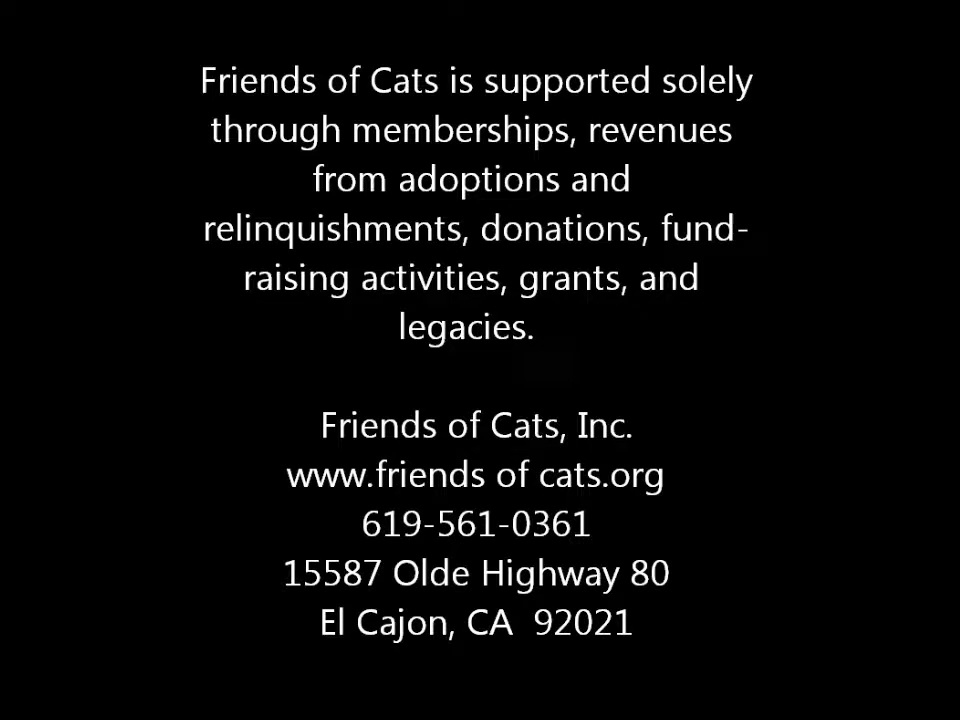 Friends of Cats is supported solely
through memberships, revenues
from adoptions and
relinquishments, donations, fund-
raising activities, grants, and
legacies.
Friends of Cats, Inc.
www.friends of cats.org
619-561-0361
15587 Olde Highway 80
El Cajon, CA  92021